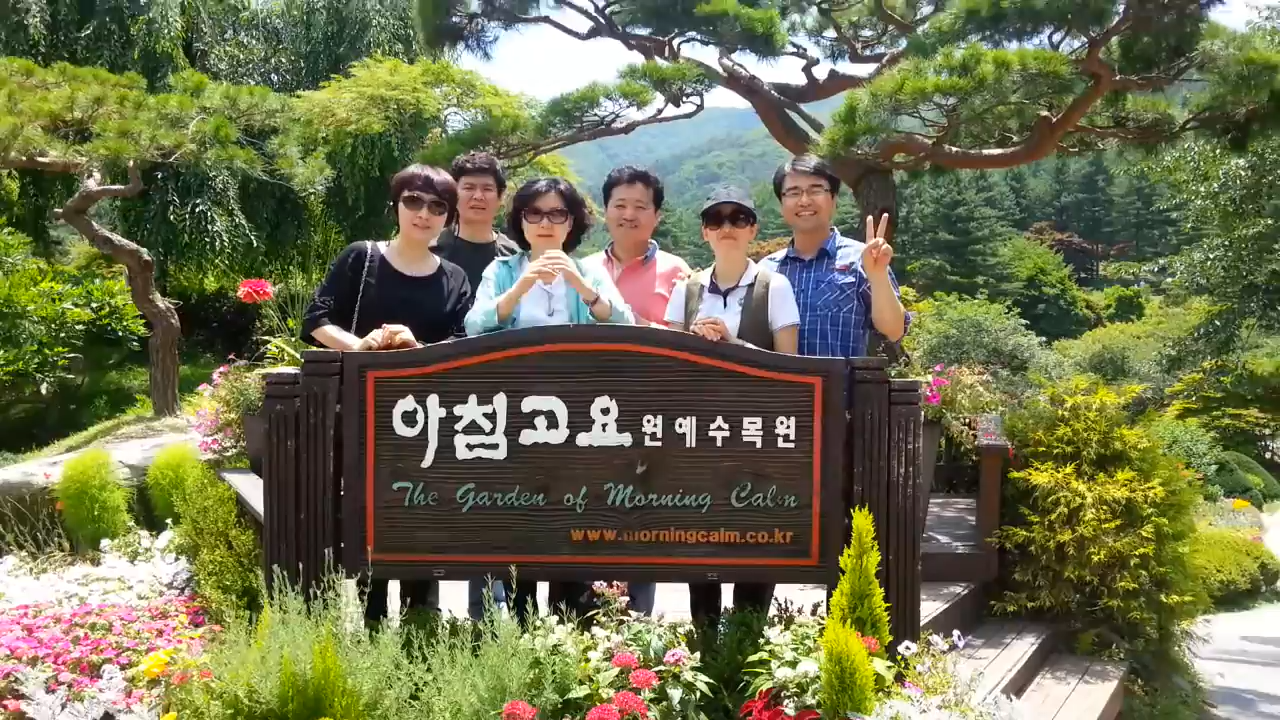 아침고요 원예수목원
The Garden of Morning Calm
www.morningcalm.co.kr